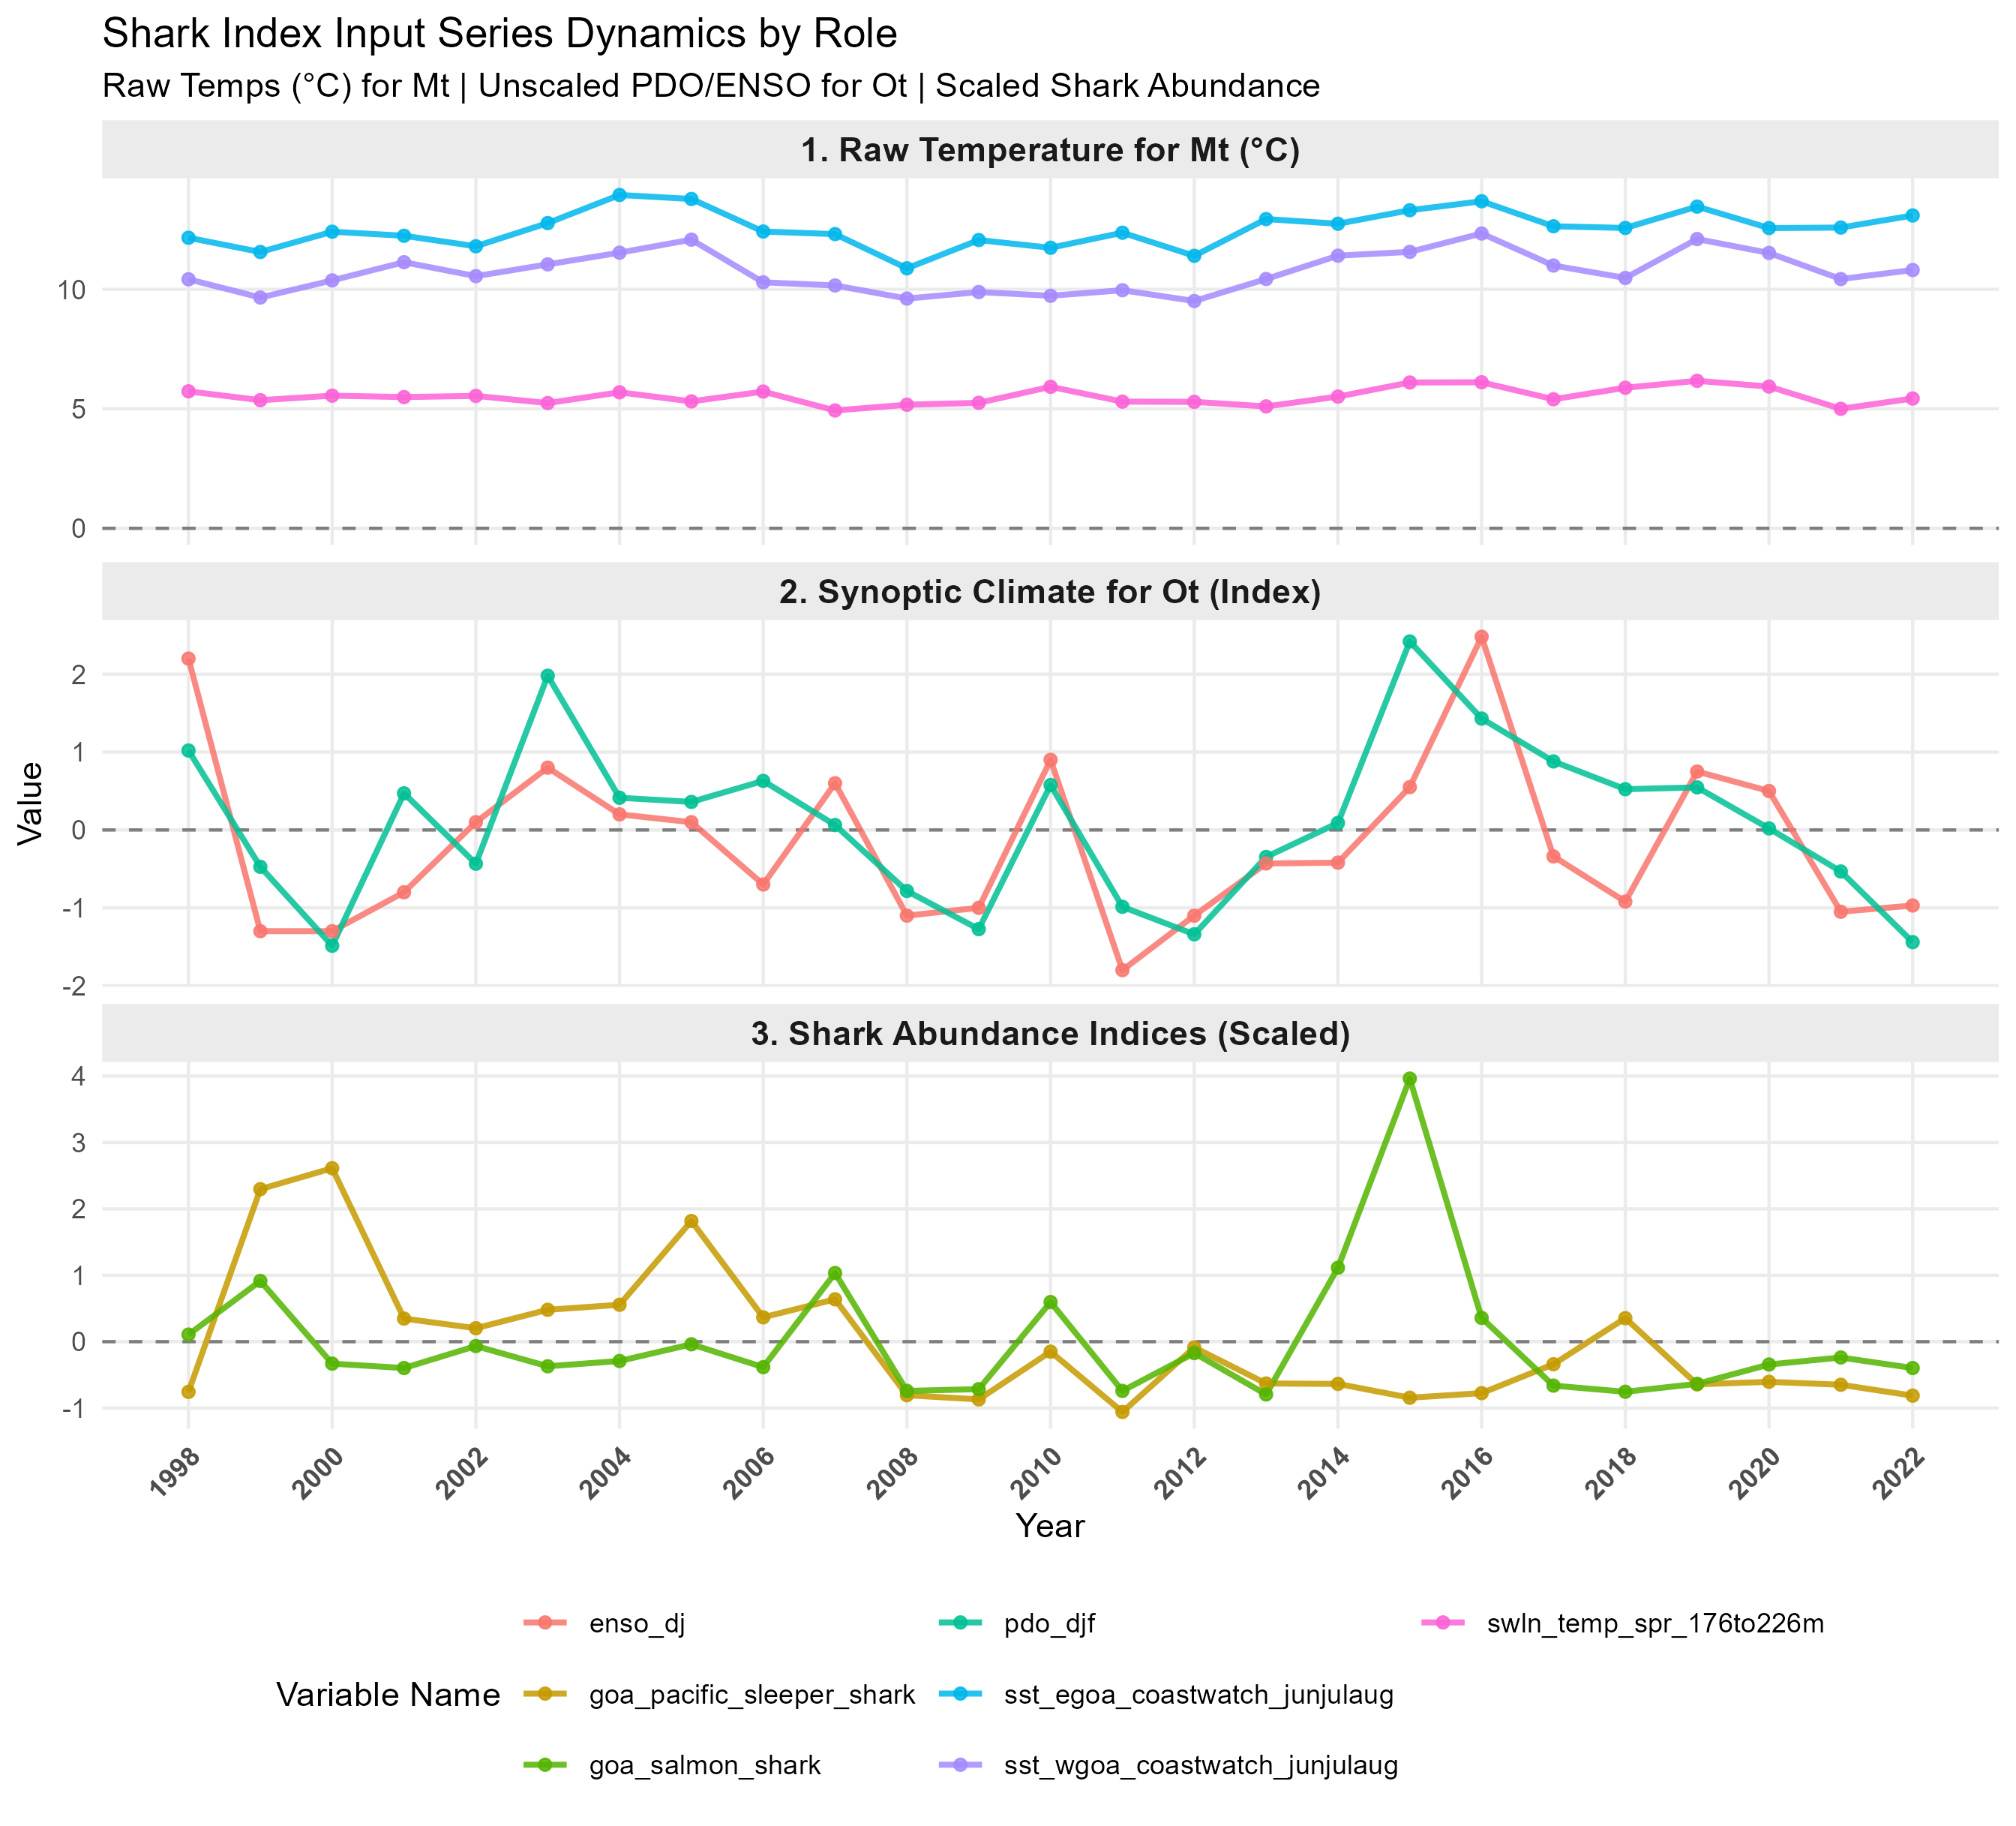 Shark Index Input Series Dynamics by Role
Raw Temps (°C) for Mt | Unscaled PDO/ENSO for Ot | Scaled Shark Abundance
1. Raw Temperature for Mt (°C)
10
5
0
2. Synoptic Climate for Ot (Index)
2
1
0
-1
-2
Value
3. Shark Abundance Indices (Scaled)
4
3
2
1
0
-1
1998 2000 2002 2004 2006 2008 2010 2012 2014 2016 2018 2020 2022
Year
Variable Name
enso_dj
goa_pacific_sleeper_shark
goa_salmon_shark
pdo_djf
sst_egoa_coastwatch_junjulaug
sst_wgoa_coastwatch_junjulaug
swln_temp_spr_176to226m